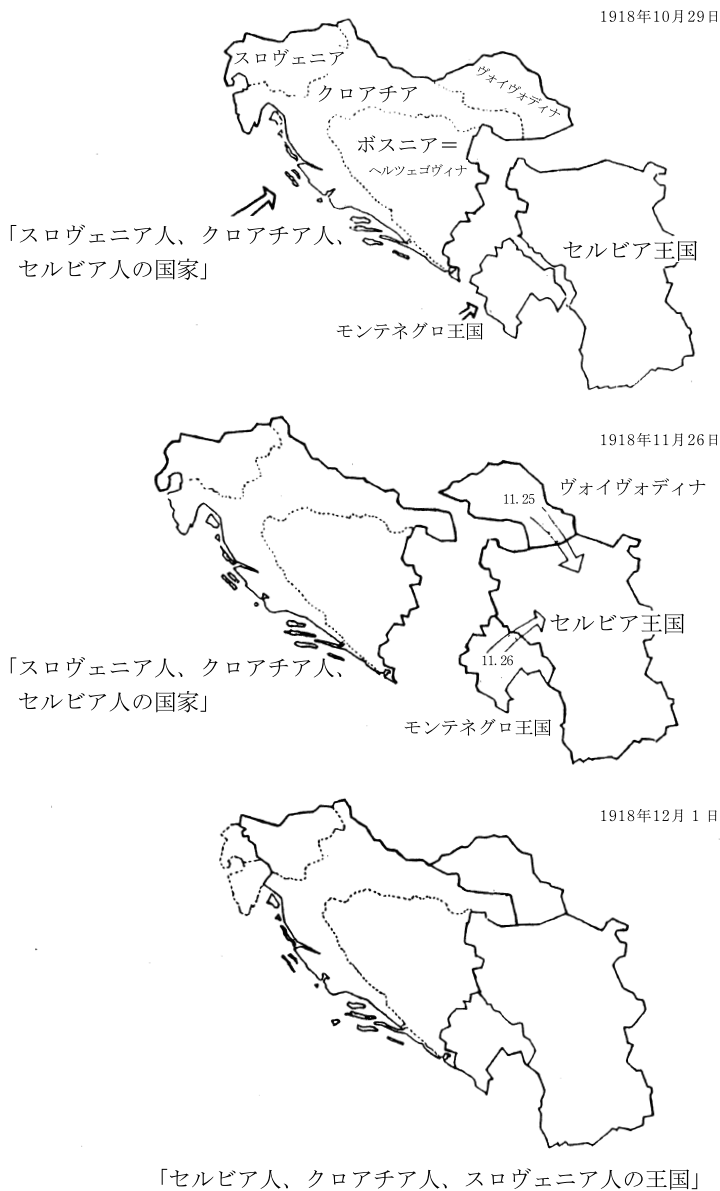 1918年10月29日
スロヴェニア
クロアチア
ヴォイヴォディナ
ボスニア＝
ヘルツェゴヴィナ
「スロヴェニア人、クロアチア人、
セルビア人の国家」
セルビア王国
モンテネグロ王国
1918年11月26日
ヴォイヴォディナ
11.25
セルビア王国
11.26
「スロヴェニア人、クロアチア人、
セルビア人の国家」
モンテネグロ王国
1918年12月1日
「セルビア人、クロアチア人、スロヴェニア人の王国」